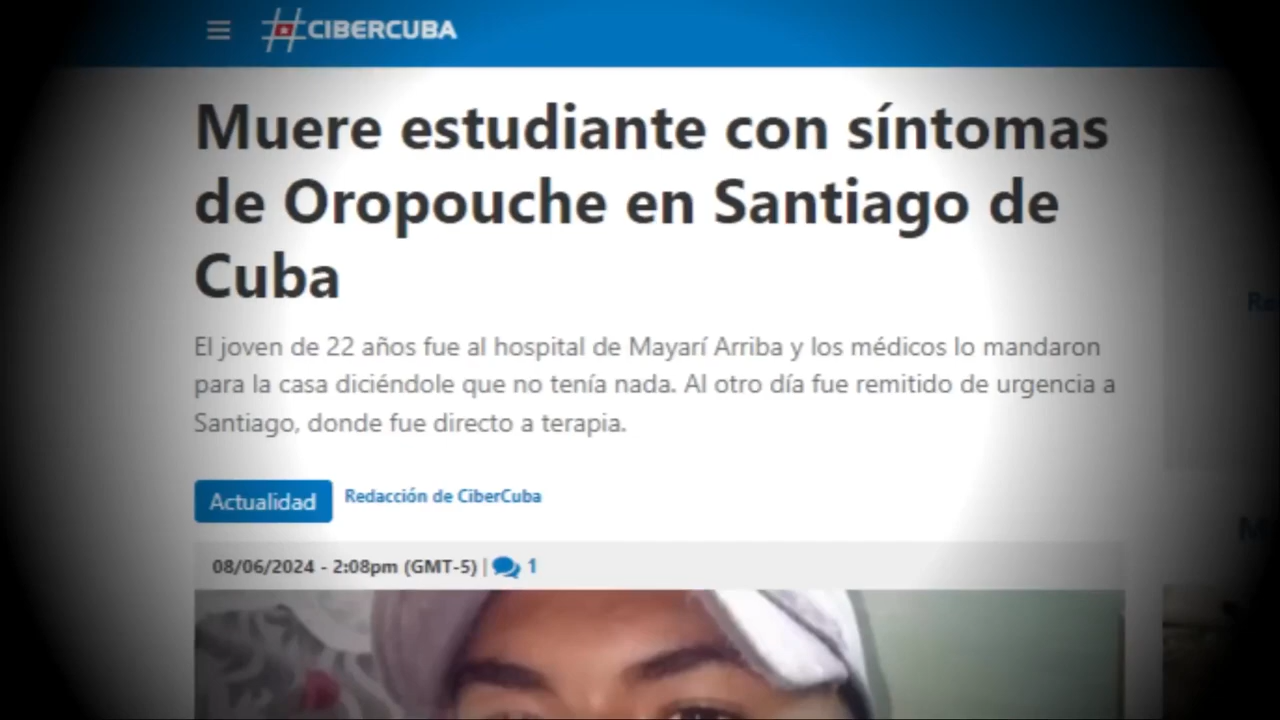 #CIBERCUBA
Muere estudiante con síntomas
de Oropouche en Santiago de
Cuba
El joven de 22 años fue al hospital de Mayarí Arriba y los médicos lo mandaron
para la casa diciéndole que no tenía nada. Al otro día fue remitido de urgencia a
Santiago, donde fue directo a terapia.
Actualidad Redacción de CiberCuba
08/06/2024 - 2:08pm (GMT-5) | 1